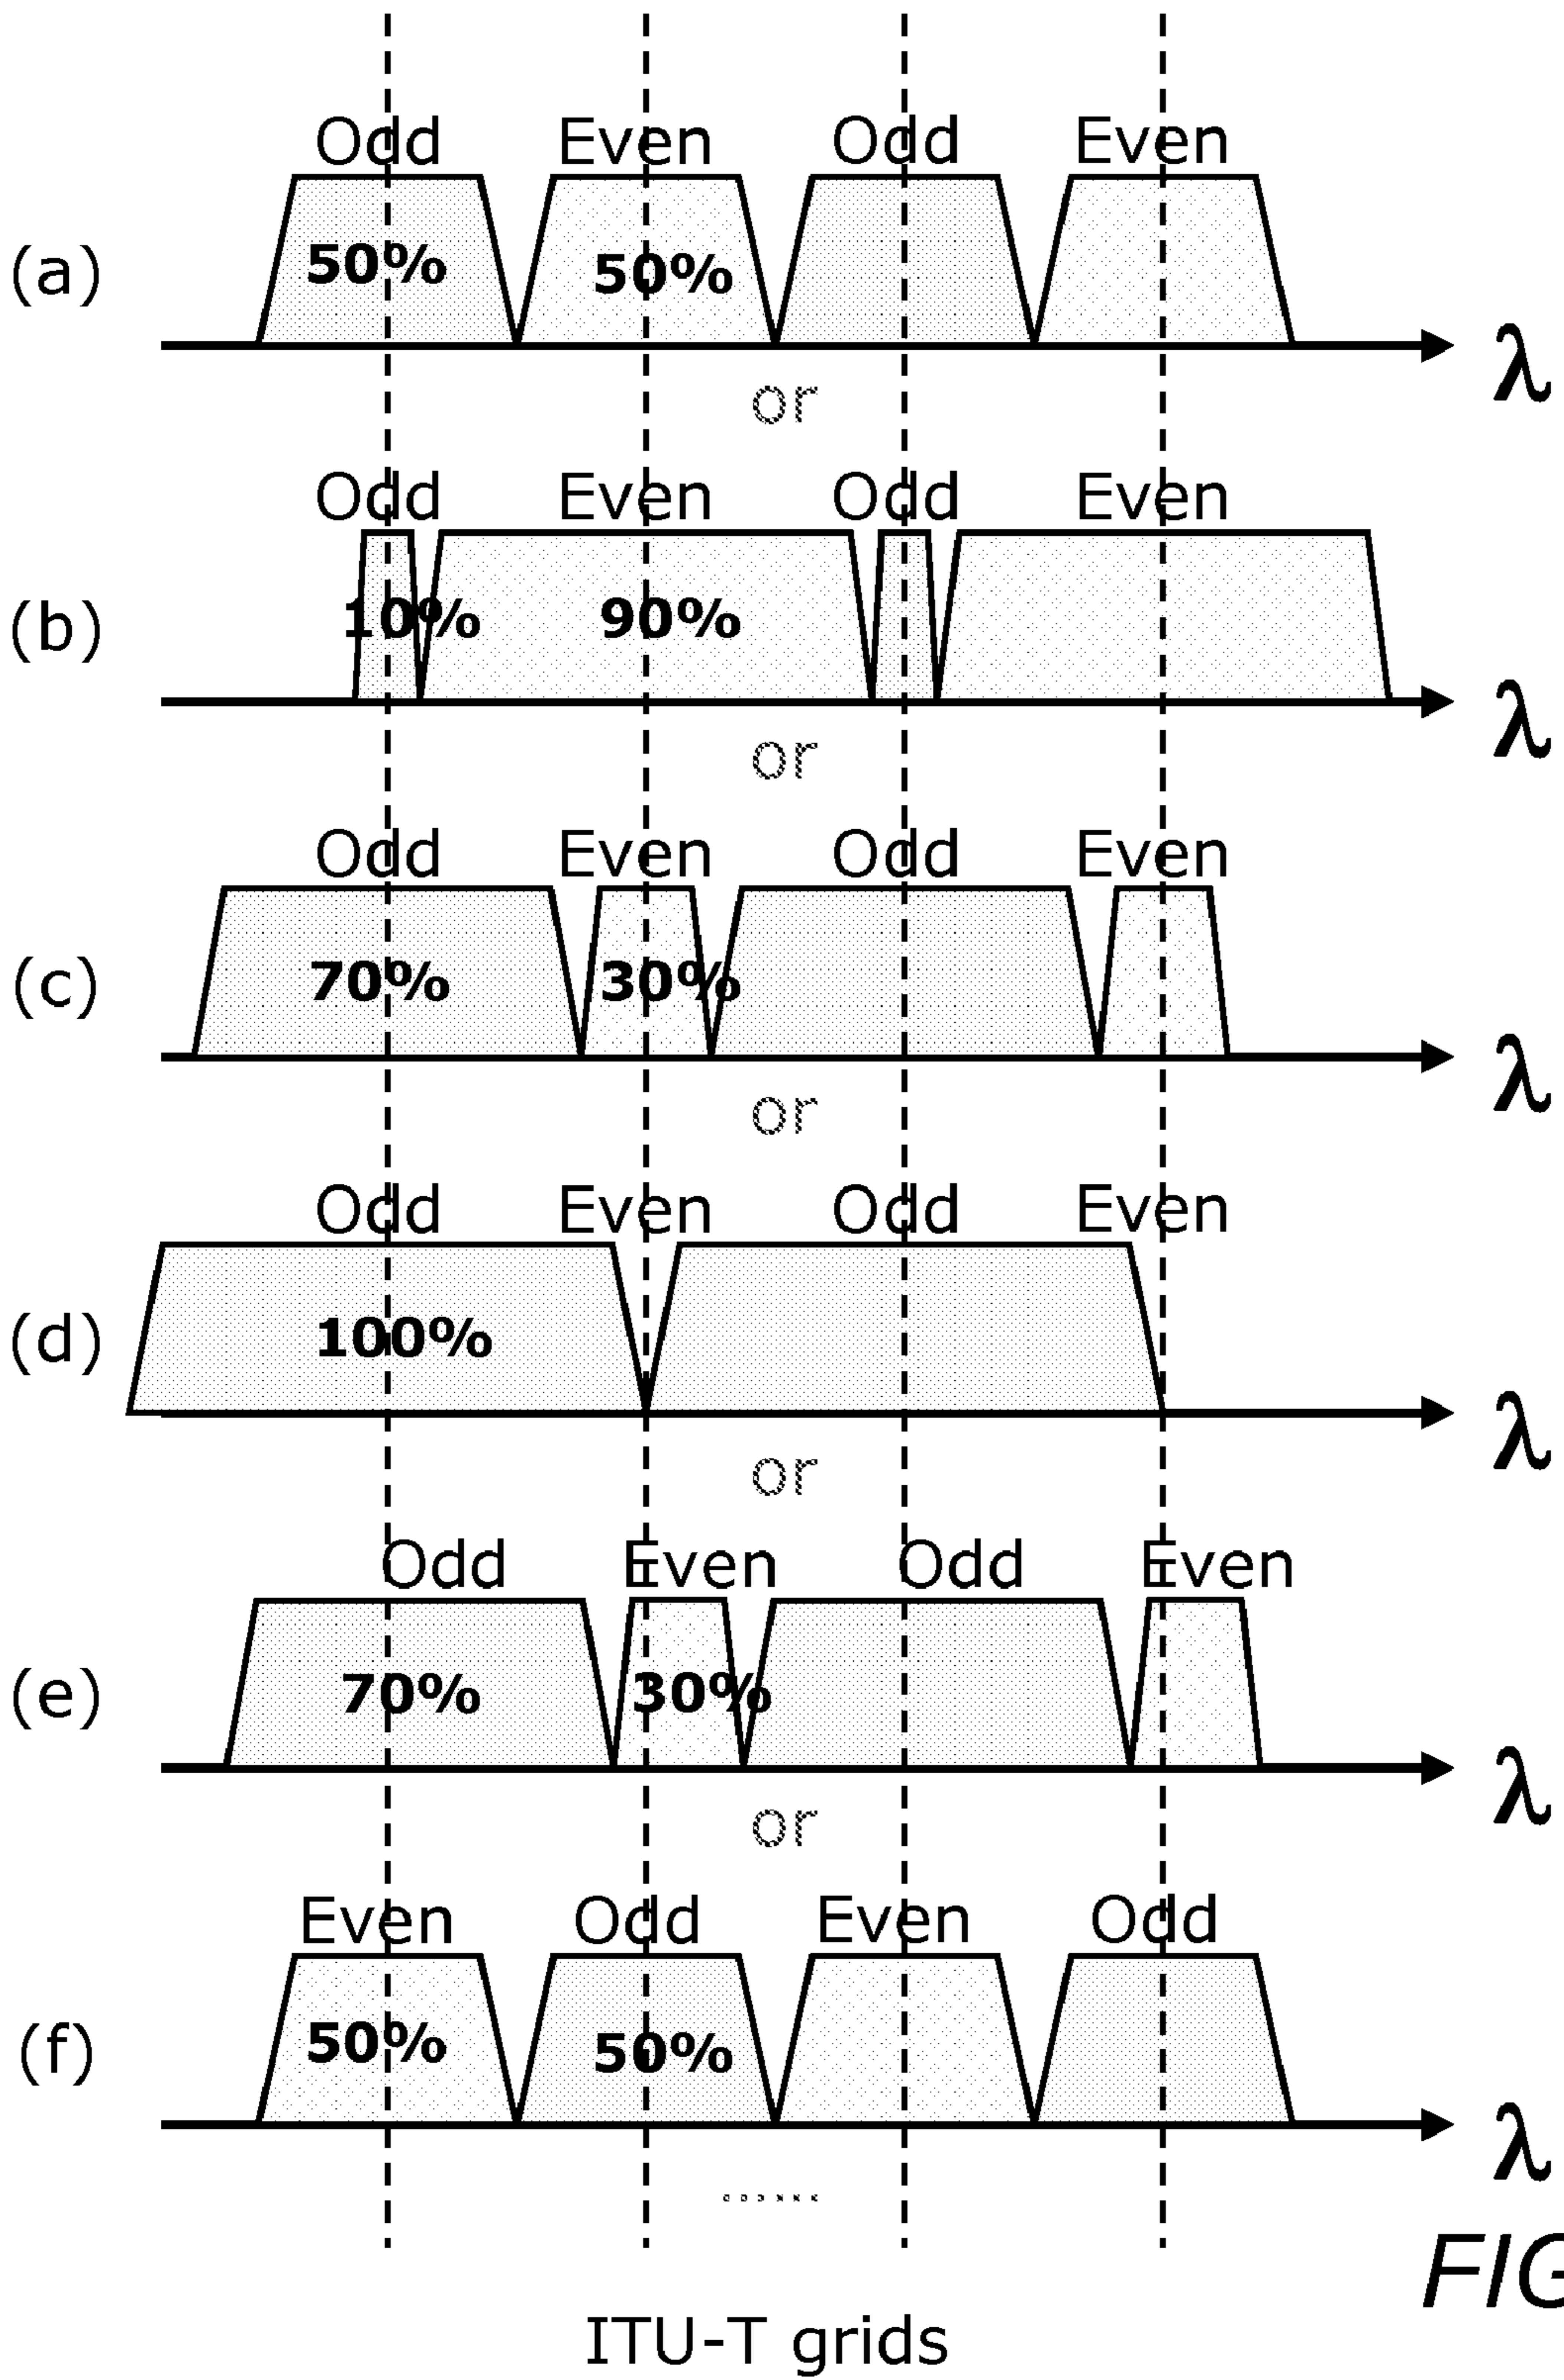 Odd Even Odd Even
(a) 50% 50%
λ
or
Odd Even Odd Even
(b) 10% 90%
λ
or
Odd Even Odd Even
(c) 70% 30%
λ
or
Odd Even Odd Even
(d) 100%
λ
or
Odd Even Odd Even
(e) 70% 30%
λ
or
Even Odd Even Odd
(f) 50% 50%
λ
......
ITU-T grids